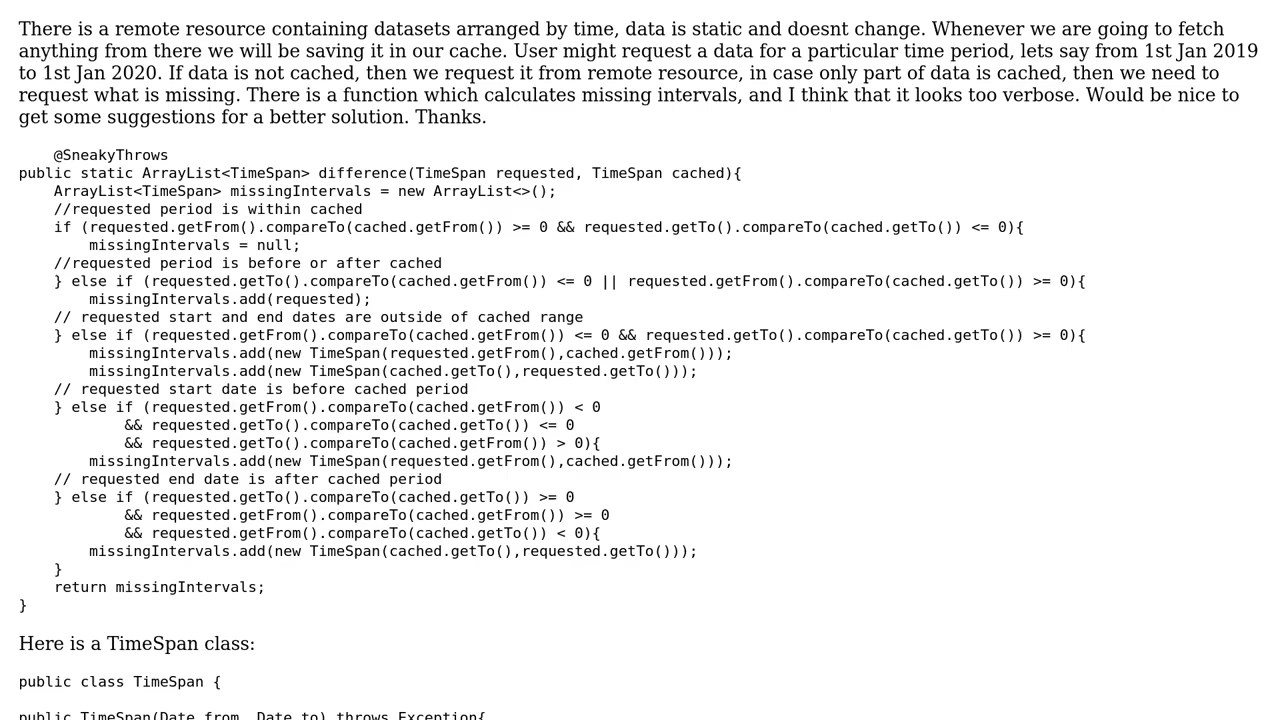 There is a remote resource containing datasets arranged by time, data is static and doesnt change. Whenever we are going to fetch
anything from there we will be saving it in our cache. User might request a data for a particular time period, lets say from 1st Jan 2019
to 1st Jan 2020. If data is not cached, then we request it from remote resource, in case only part of data is cached, then we need to
request what is missing. There is a function which calculates missing intervals, and I think that it looks too verbose. Would be nice to
get some suggestions for a better solution. Thanks.
    @SneakyThrows
public static ArrayList<TimeSpan> difference(TimeSpan requested, TimeSpan cached){
    ArrayList<TimeSpan> missingIntervals = new ArrayList<>();
    //requested period is within cached
    if (requested.getFrom().compareTo(cached.getFrom()) >= 0 && requested.getTo().compareTo(cached.getTo()) <= 0){
        missingIntervals = null;
    //requested period is before or after cached
    } else if (requested.getTo().compareTo(cached.getFrom()) <= 0 || requested.getFrom().compareTo(cached.getTo()) >= 0){
        missingIntervals.add(requested);
    // requested start and end dates are outside of cached range
    } else if (requested.getFrom().compareTo(cached.getFrom()) <= 0 && requested.getTo().compareTo(cached.getTo()) >= 0){
        missingIntervals.add(new TimeSpan(requested.getFrom(),cached.getFrom()));
        missingIntervals.add(new TimeSpan(cached.getTo(),requested.getTo()));
    // requested start date is before cached period
    } else if (requested.getFrom().compareTo(cached.getFrom()) < 0
            && requested.getTo().compareTo(cached.getTo()) <= 0
            && requested.getTo().compareTo(cached.getFrom()) > 0){
        missingIntervals.add(new TimeSpan(requested.getFrom(),cached.getFrom()));
    // requested end date is after cached period
    } else if (requested.getTo().compareTo(cached.getTo()) >= 0
            && requested.getFrom().compareTo(cached.getFrom()) >= 0
            && requested.getFrom().compareTo(cached.getTo()) < 0){
        missingIntervals.add(new TimeSpan(cached.getTo(),requested.getTo()));
    }
    return missingIntervals;
}
Here is a TimeSpan class:
public class TimeSpan {
public TimeSpan(Date from, Date to) throws Exception{